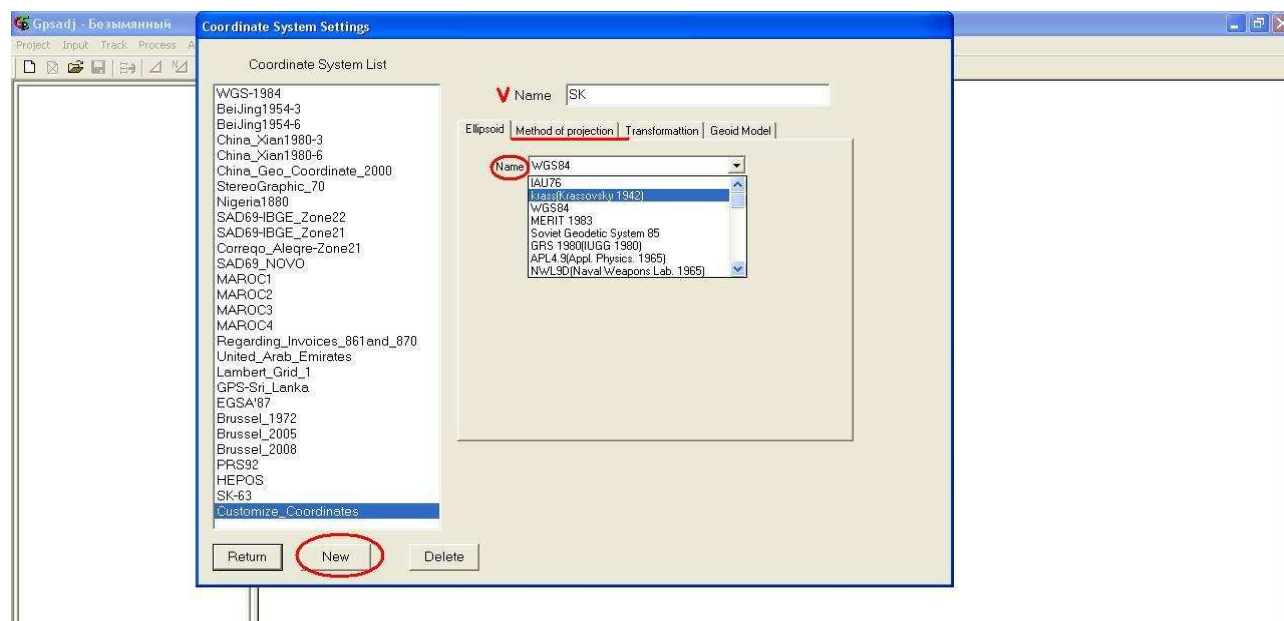 Gpsadj - Безымянный
Project Input Track Process A
Coordinate System Settings
Coordinate System List
WGS-1984
BeiJing1954-3
BeiJing1954-6
China_Xian1980-3
China_Xian1980-6
China_Geo_Coordinate_2000
StereoGraphic_70
Nigeria1880
SAD69-IBGE_Zone22
SAD69-IBGE_Zone21
Correqo_Aleqre-Zone21
SAD69_NOVO
MAROC1
MAROC2
MAROC3
MAROC4
Regarding_Invoices_861and_870
United_Arab_Emirates
Lambert_Grid_1
GPS-Sri_Lanka
EGSA'87
Brussel_1972
Brussel_2005
Brussel_2008
PRS92
HEPOS
SK-63
Customize_Coordinates
Return New Delete
V Name SK
Ellipsoid Method of projection Transformattion Geoid Model
Name WGS84
IAU76
krass(Krassovsky 1942)
WGS84
MERIT 1983
Soviet Geodetic System 85
GRS 1980(IUGG 1980)
APL4.9(Appl. Physics. 1965)
NWL9D(Naval Weapons Lab. 1965)